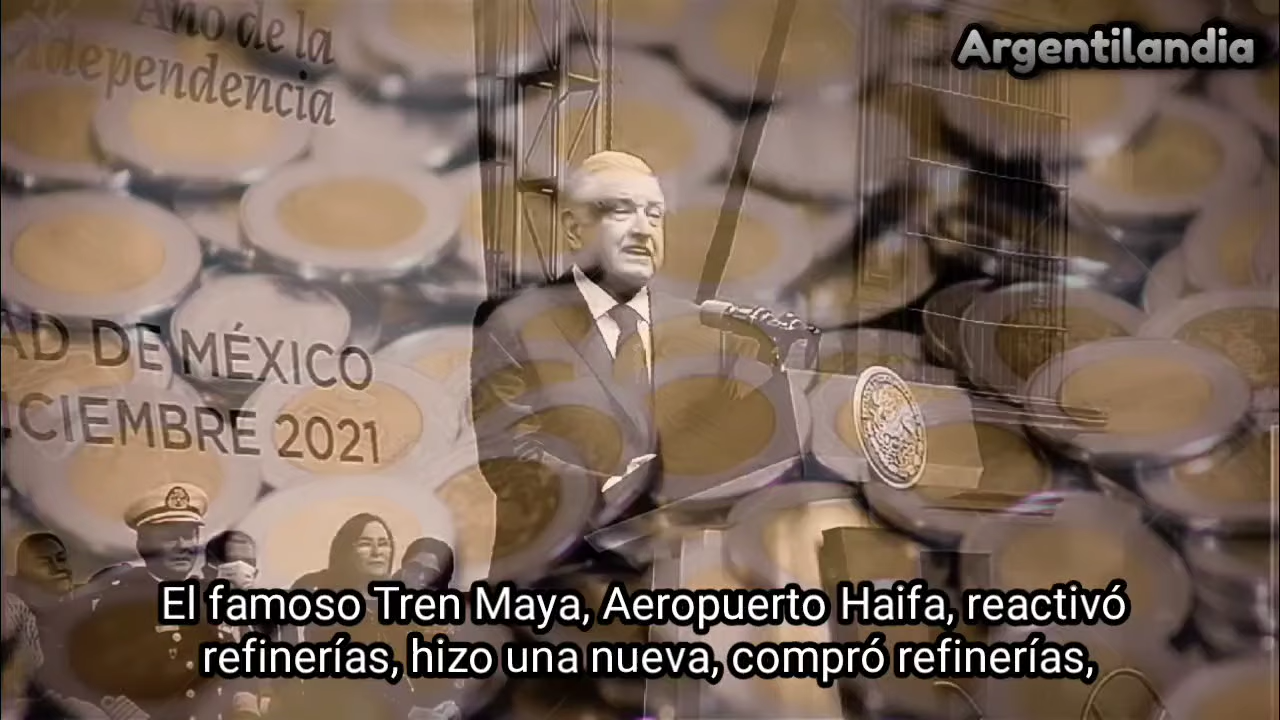 Año de la
Independencia
Argentilandia
AD DE MÉXICO
CIEMBRE 2021
El famoso Tren Maya, Aeropuerto Haifa, reactivó
refinerías, hizo una nueva, compró refinerías,